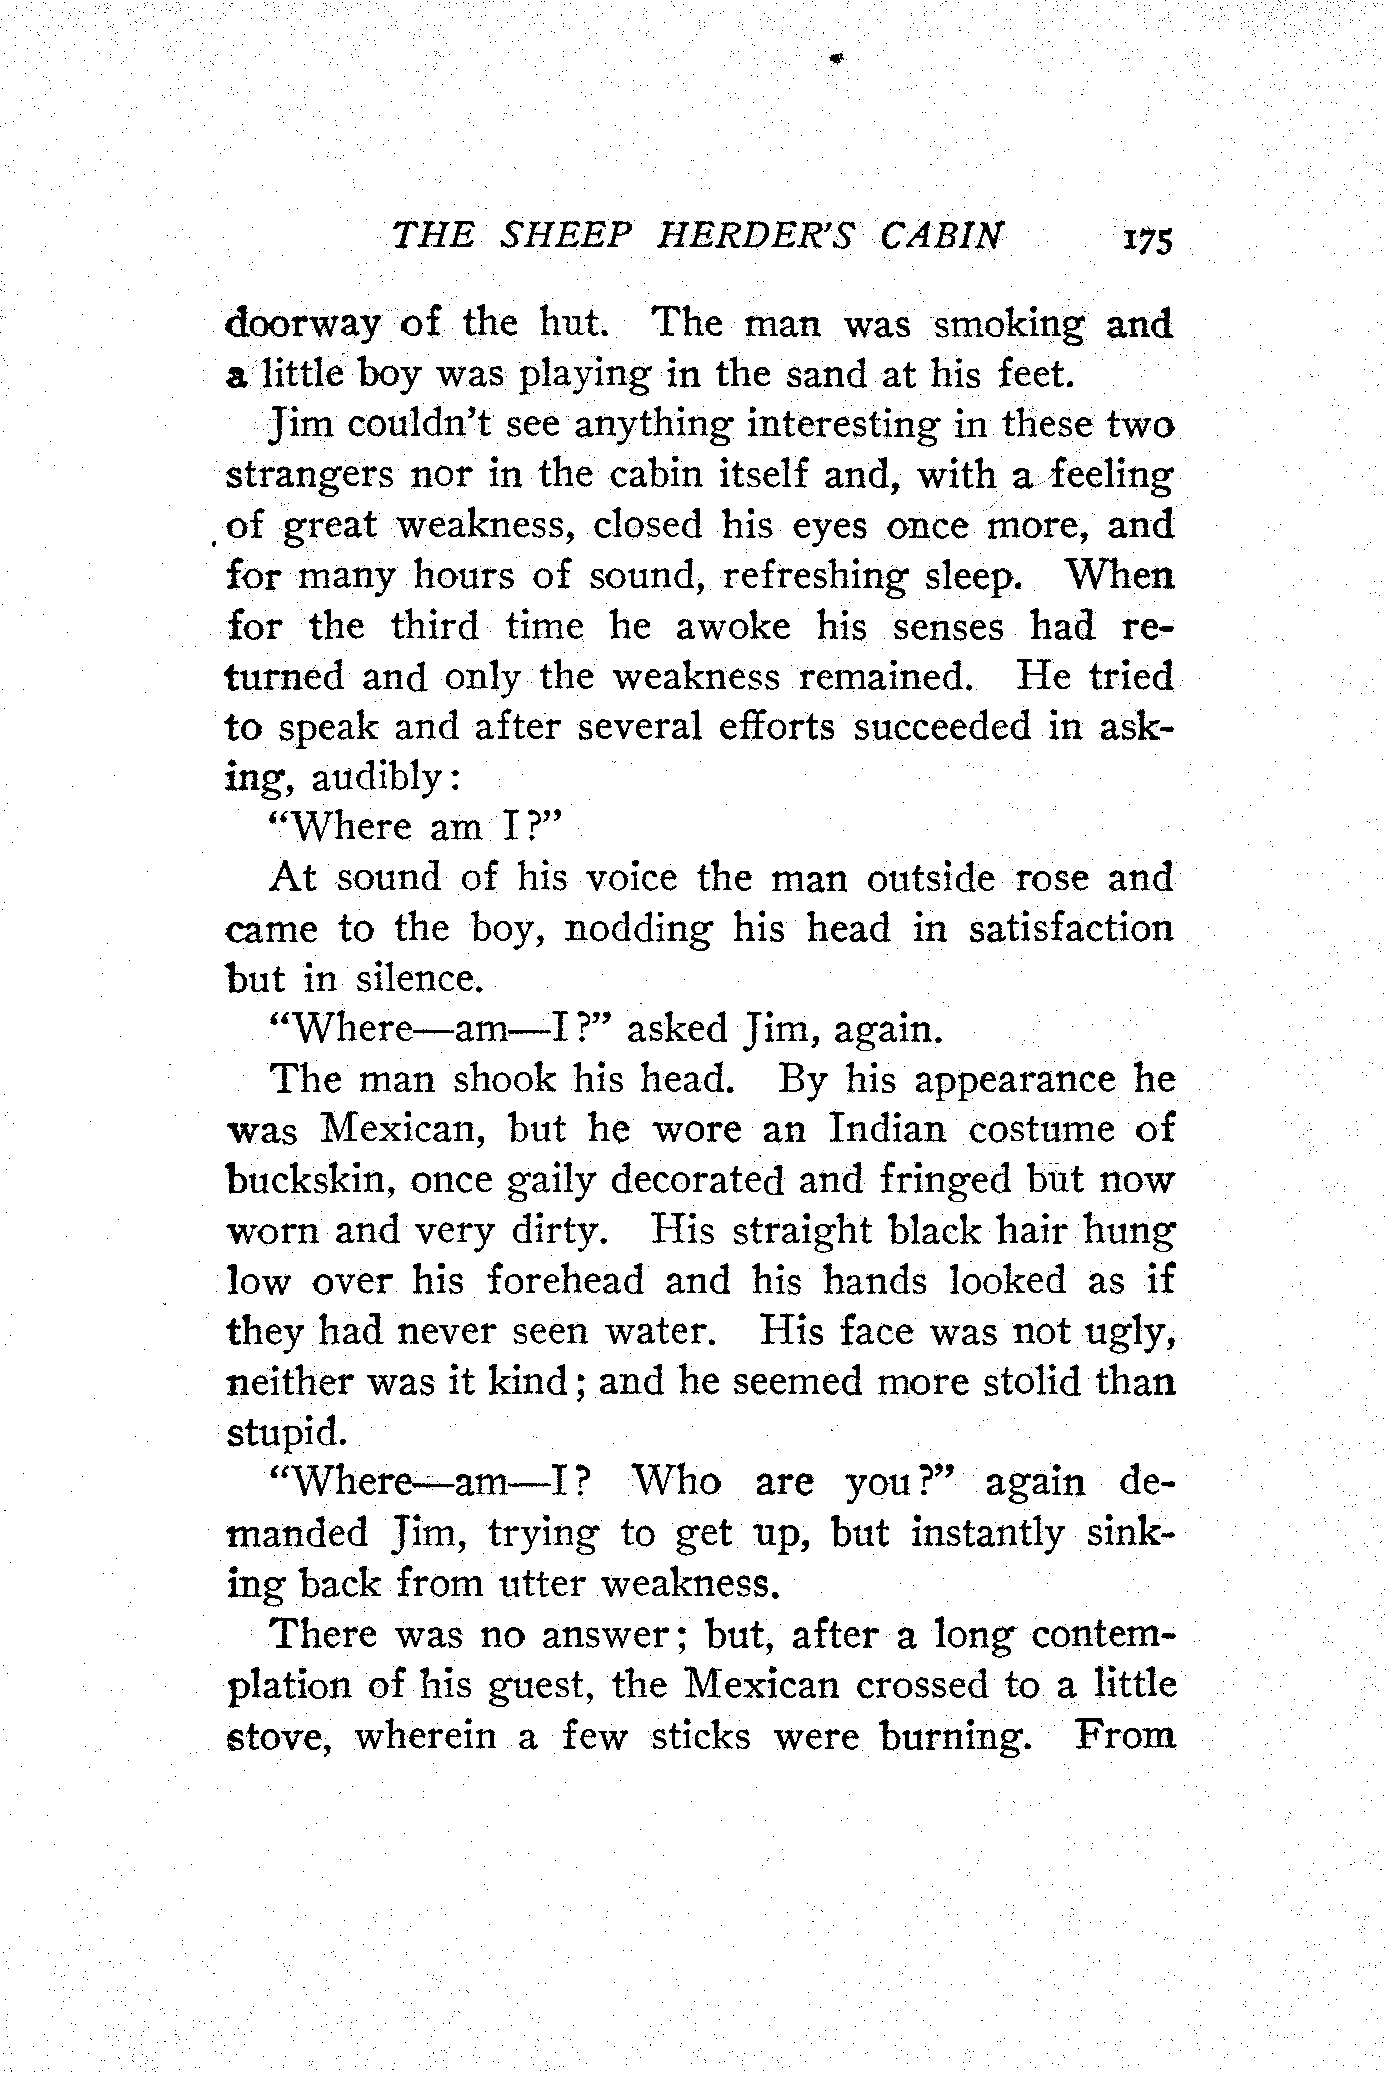 THE SHEEP HERDER'S CABIN 175
doorway of the hut. The man was smoking and
a little boy was playing in the sand at his feet.
Jim couldn't see anything interesting in these two
strangers nor in the cabin itself and, with a feeling
of great weakness, closed his eyes once more, and
for many hours of sound, refreshing sleep. When
for the third time he awoke his senses had re-
turned and only the weakness remained. He tried
to speak and after several efforts succeeded in ask-
ing, audibly:
“Where am I?”
At sound of his voice the man outside rose and
came to the boy, nodding his head in satisfaction
but in silence.
“Where—am—I?” asked Jim, again.
The man shook his head. By his appearance he
was Mexican, but he wore an Indian costume of
buckskin, once gaily decorated and fringed but now
worn and very dirty. His straight black hair hung
low over his forehead and his hands looked as if
they had never seen water. His face was not ugly,
neither was it kind; and he seemed more stolid than
stupid.
“Where—am—I? Who are you?” again de-
manded Jim, trying to get up, but instantly sink-
ing back from utter weakness.
There was no answer; but, after a long contem-
plation of his guest, the Mexican crossed to a little
stove, wherein a few sticks were burning. From